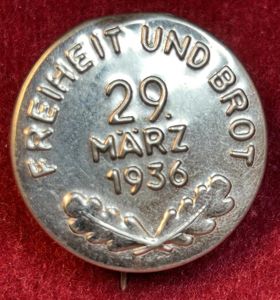 FREIHEIT UND BROT
29.
MÄRZ
1936